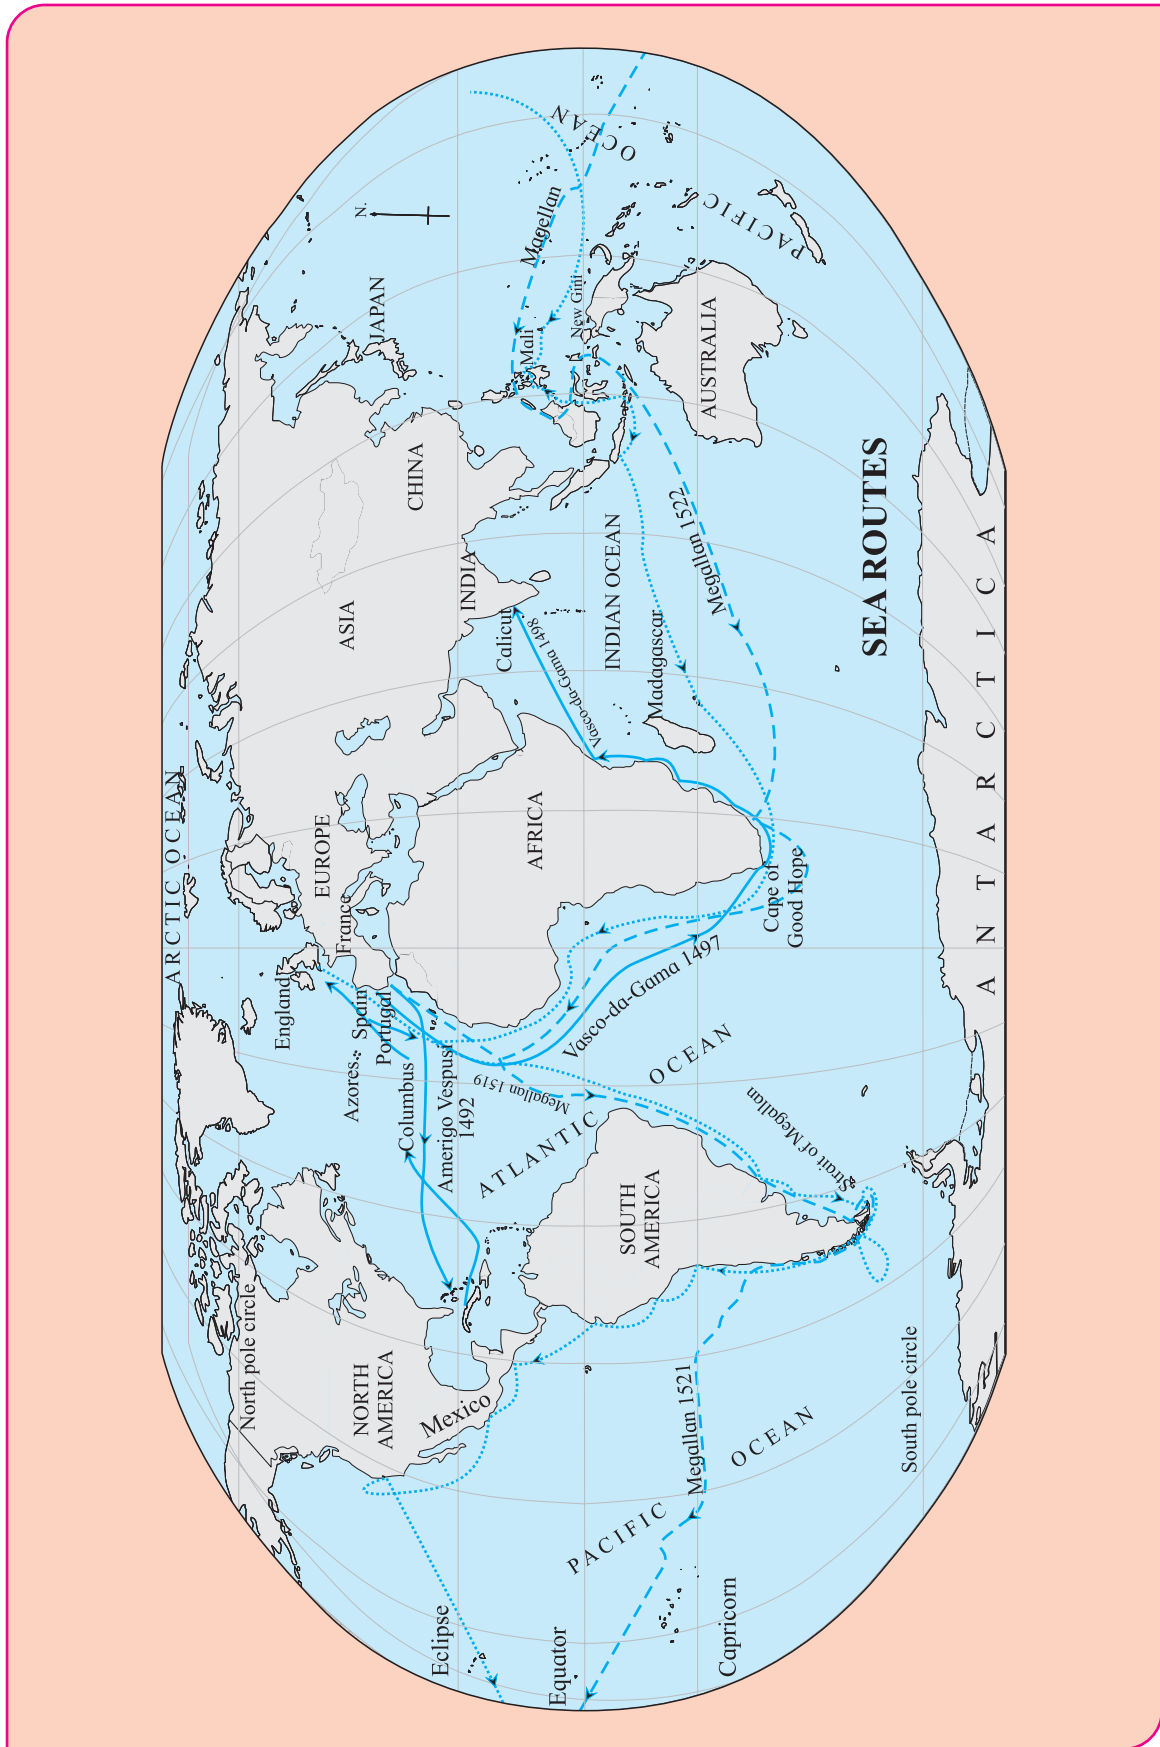 SEA ROUTES
ARCTIC OCEAN
North pole circle
NORTH
AMERICA
Mexico
England
France
EUROPE
ASIA
JAPAN
CHINA
INDIA
Calicut
Azores
Spain
Portugal
Columbus
Amerigo Vespusi
1492
Megallan 1519
ATLANTIC
OCEAN
AFRICA
Vasco-da-Gama 1497
Vasco-da-Gama 1498
Cape of
Good Hope
Madagascar
INDIAN OCEAN
Megallan 1522
Magellan
Mali
New Gini
AUSTRALIA
PACIFIC
OCEAN
N.
SOUTH
AMERICA
Strait of Megallan
Megallan 1521
PACIFIC
OCEAN
Eclipse
Equator
Capricorn
South pole circle
ANTARCTICA